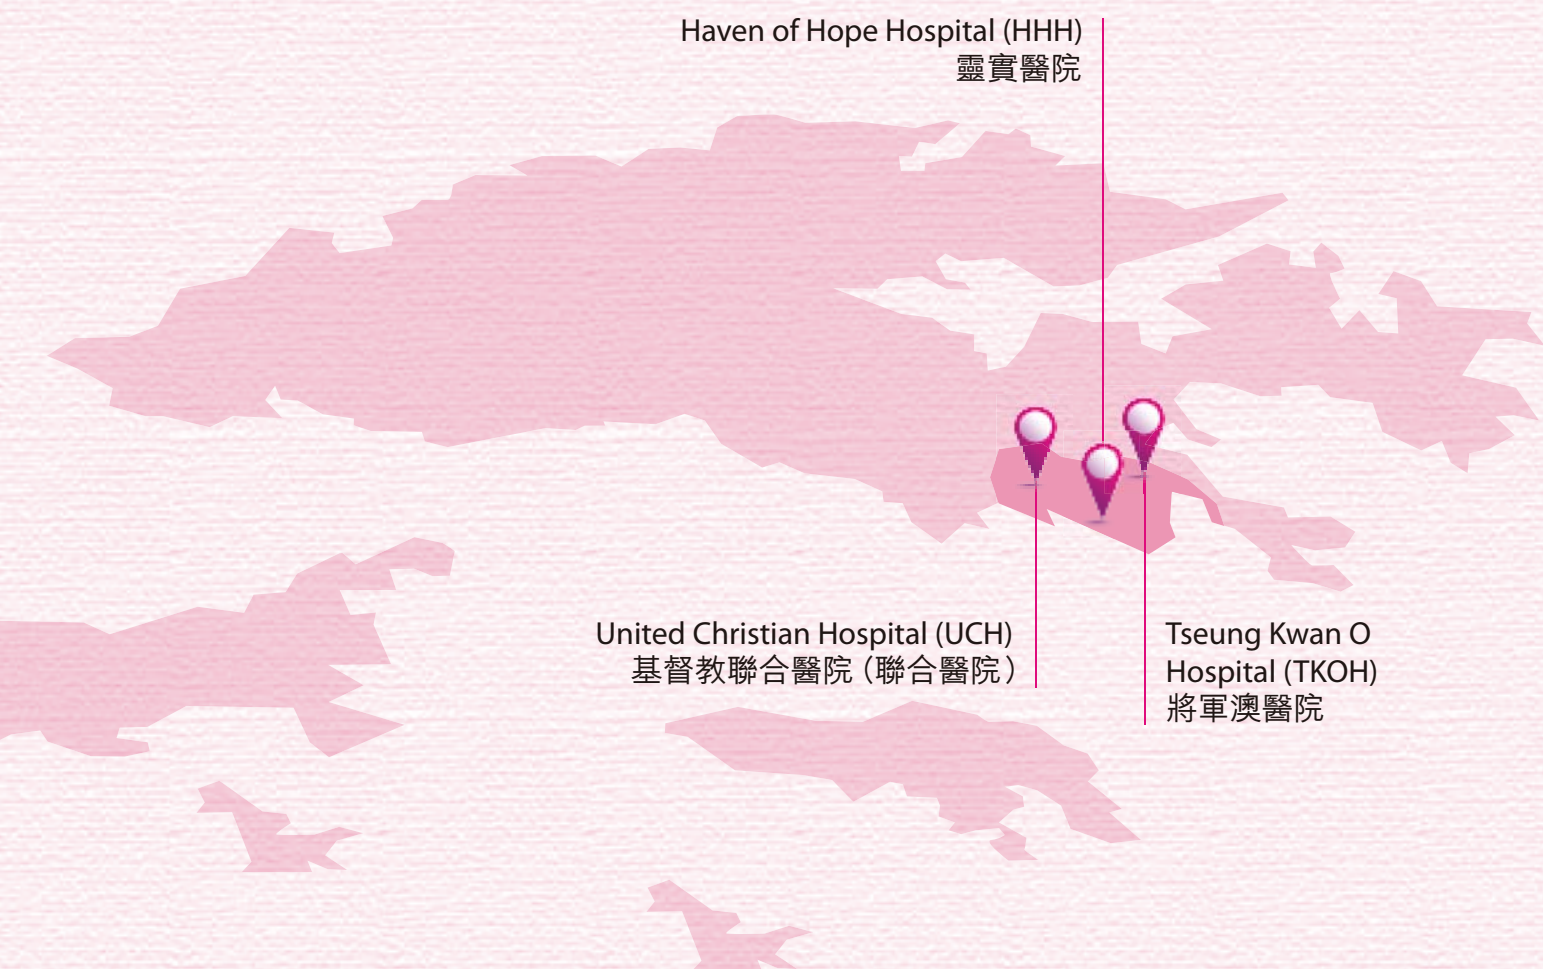 Haven of Hope Hospital (HHH)
靈實醫院
United Christian Hospital (UCH)
基督教聯合醫院（聯合醫院）
Tseung Kwan O
Hospital (TKOH)
將軍澳醫院